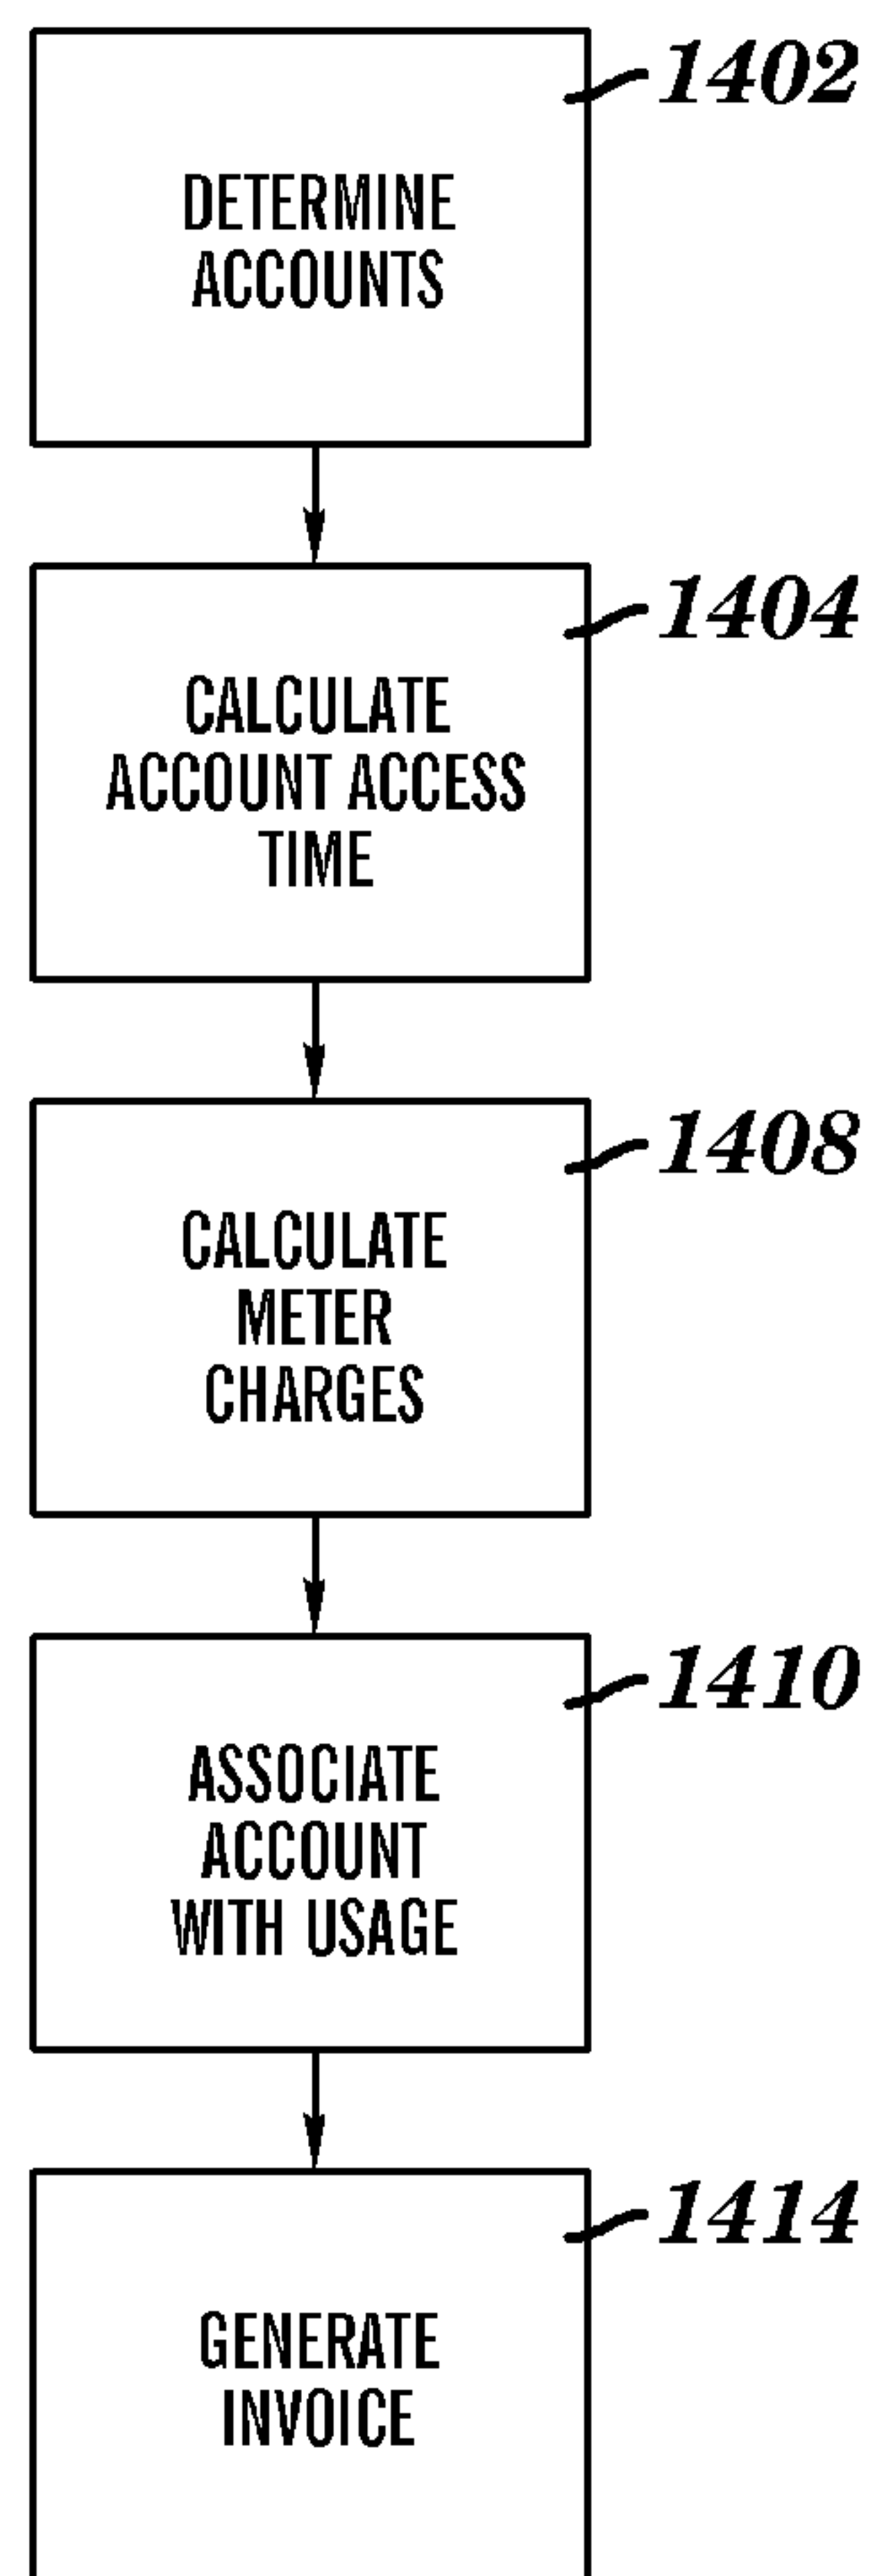 1402
DETERMINE
ACCOUNTS
1404
CALCULATE
ACCOUNT ACCESS
TIME
1408
CALCULATE
METER
CHARGES
1410
ASSOCIATE
ACCOUNT
WITH USAGE
1414
GENERATE
INVOICE